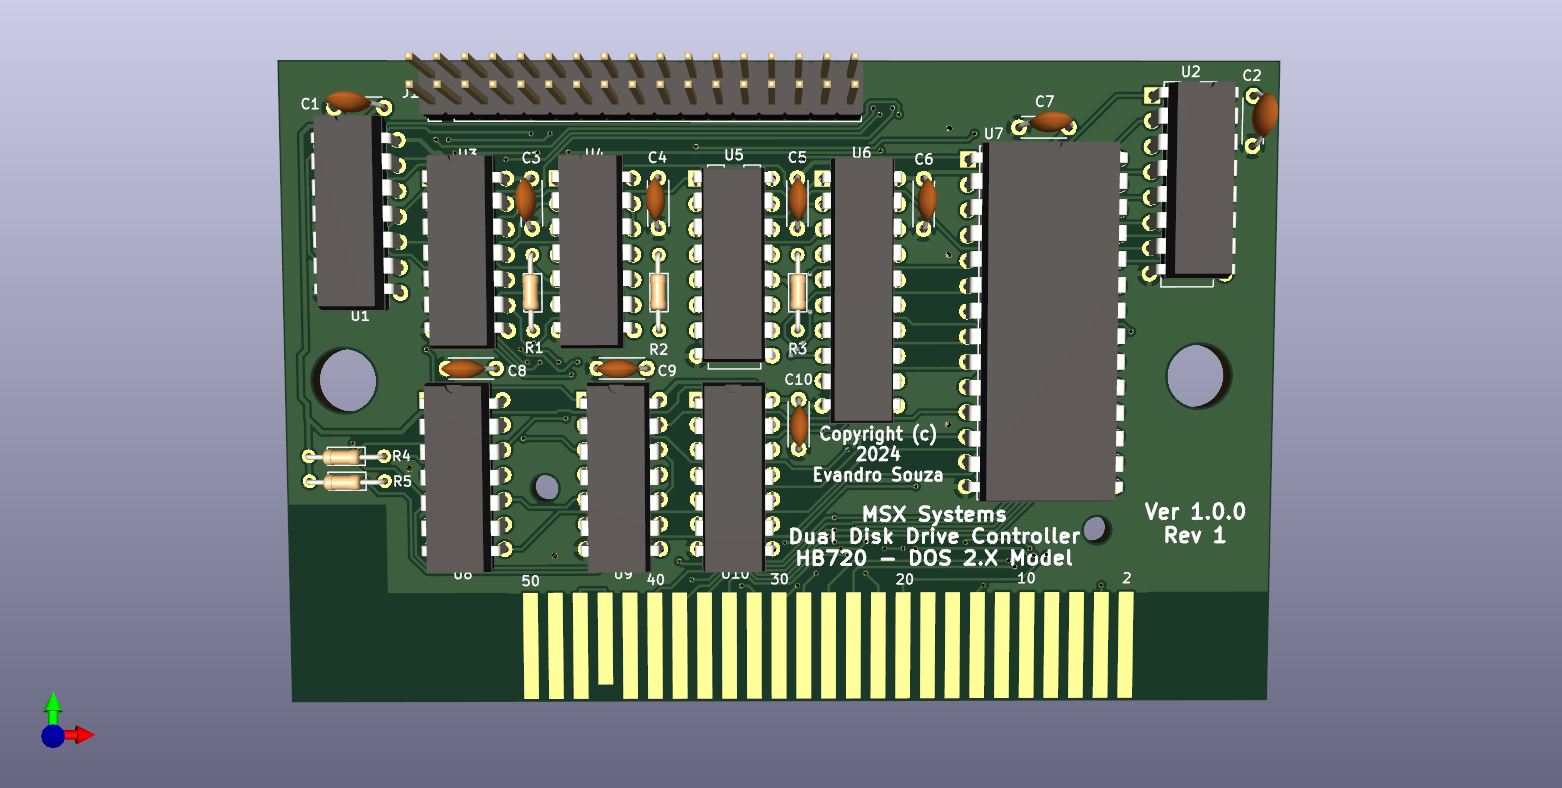 U2
C2
C1
J1
C7
U7
U3
C3
U4
C4
U5
C5
U6
C6
U1
R1
R2
R3
C8
C9
C10
R4
R5
Copyright (c)
2024
Evandro Souza
MSX Systems
Dual Disk Drive Controller
HB720 – DOS 2.X Model
Ver 1.0.0
Rev 1
U8
U9
U10
50
40
30
20
10
2